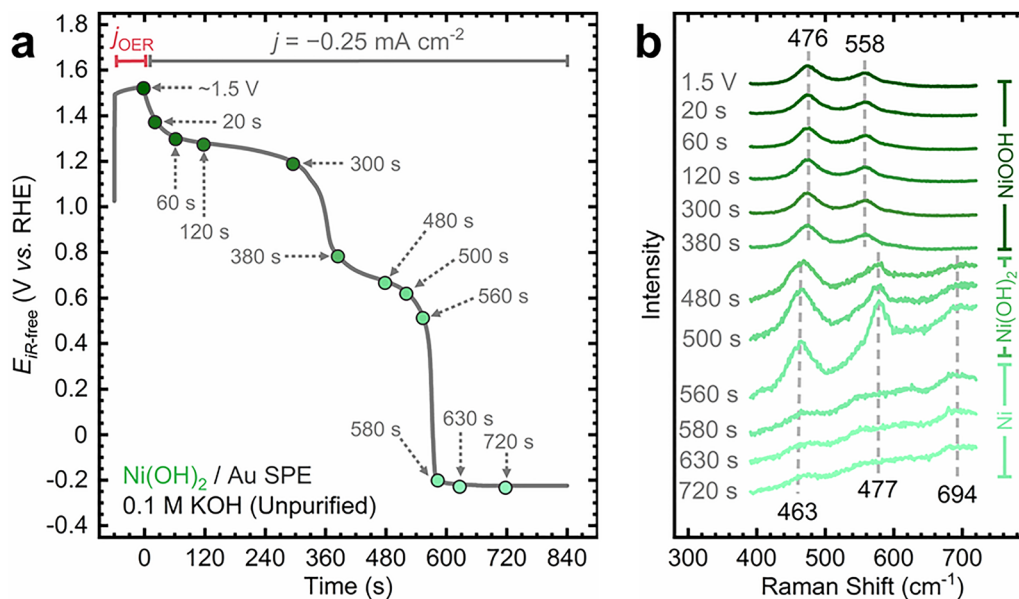 a
j OER
j = −0.25 mA cm-2
1.8
1.6
1.4
1.2
1.0
0.8
0.6
0.4
0.2
0
-0.2
-0.4
E iR-free (V vs. RHE)
~1.5 V
20 s
60 s
120 s
300 s
380 s
480 s
500 s
560 s
580 s
630 s
720 s
Ni(OH)2 / Au SPE
0.1 M KOH (Unpurified)
0 120 240 360 480 600 720 840
Time (s)
b
476 558
1.5 V
20 s
60 s
120 s
300 s
380 s
480 s
500 s
560 s
580 s
630 s
720 s
NiOOH
Ni(OH)2
Ni
463 477 694
Intensity
300 400 500 600 700
Raman Shift (cm-1)